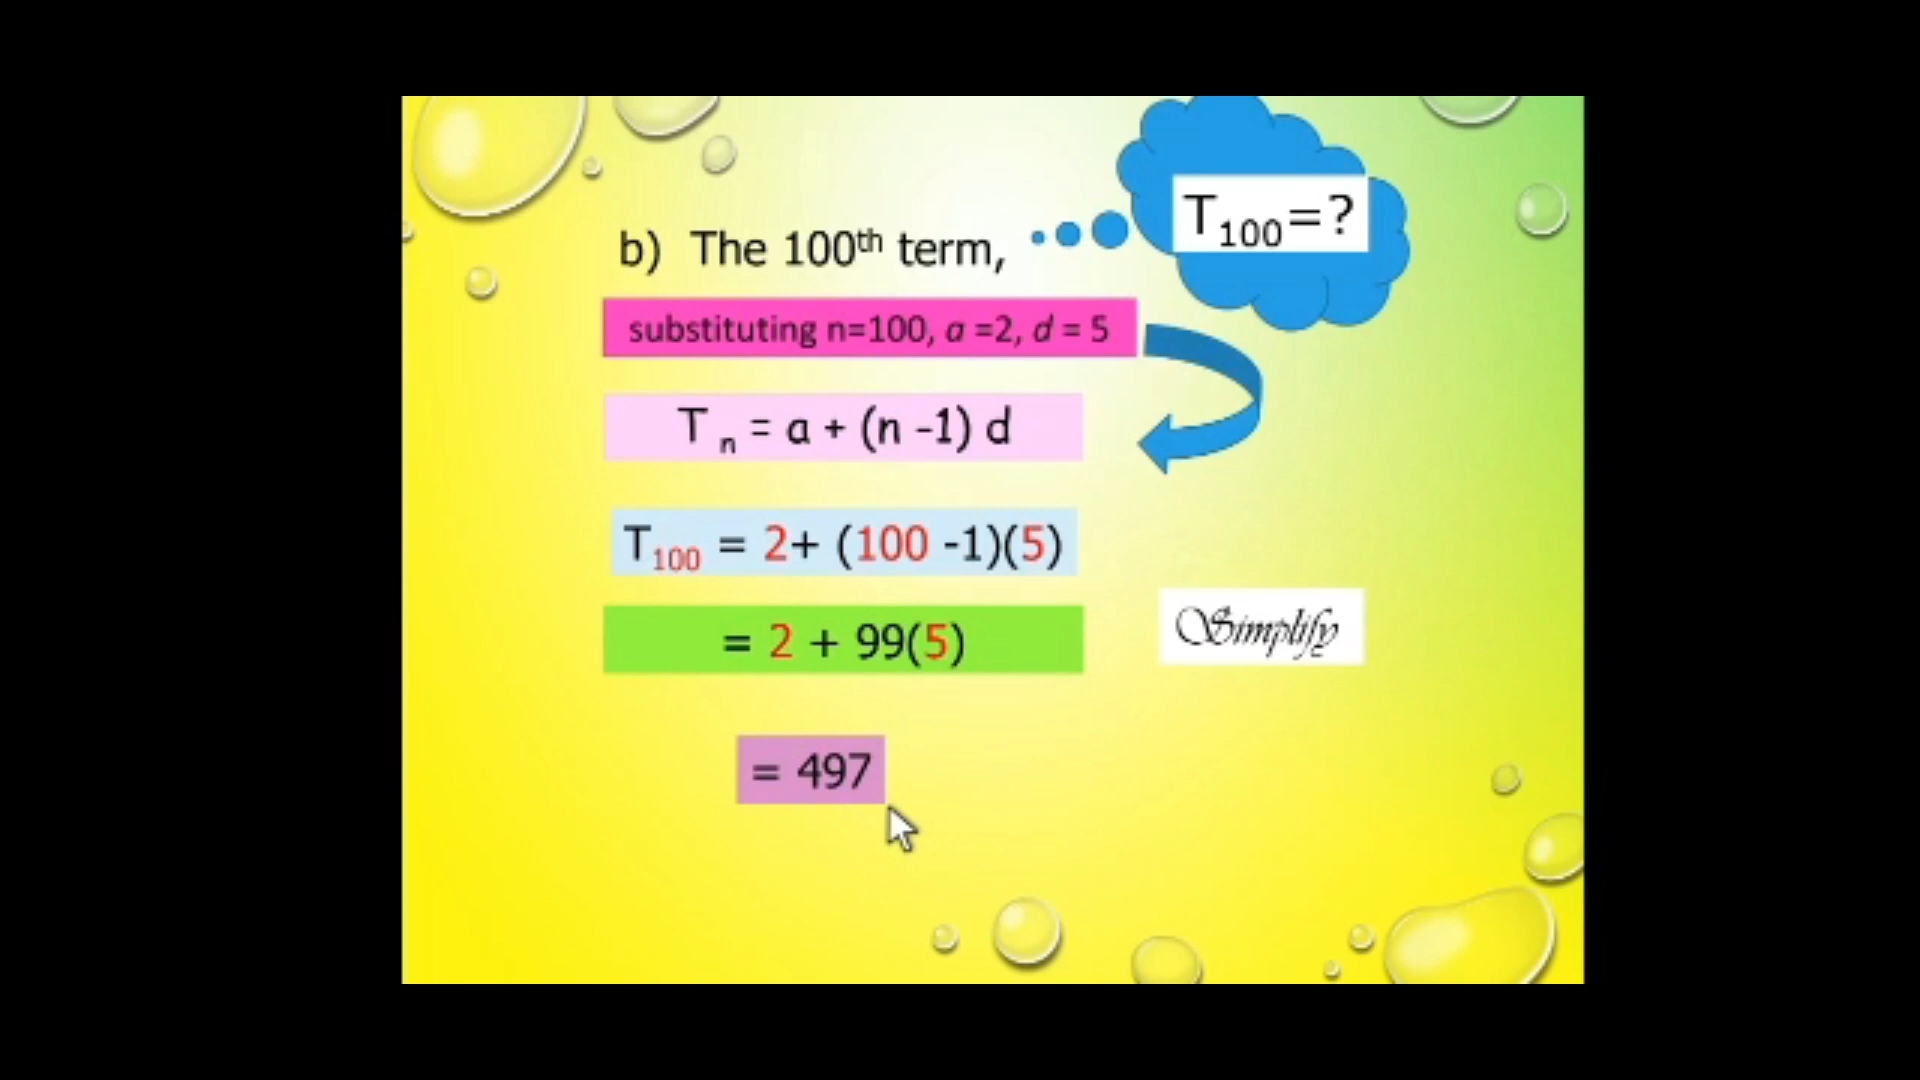 T₁₀₀=?
b) The 100ᵗʰ term,
substituting n=100, a =2, d = 5
T ₙ = a + (n -1) d
T₁₀₀ = 2+ (100 -1)(5)
= 2 + 99(5)
Simplify
= 497